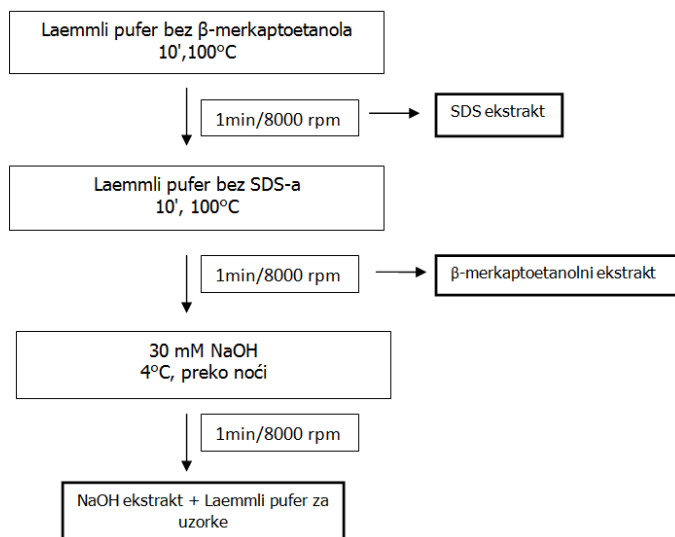 Laemmli pufer bez β-merkaptoetanola
10',100°C
1min/8000 rpm
SDS ekstrakt
Laemmli pufer bez SDS-a
10', 100°C
1min/8000 rpm
β-merkaptoetanolni ekstrakt
30 mM NaOH
4°C, preko noći
1min/8000 rpm
NaOH ekstrakt + Laemmli pufer za
uzorke